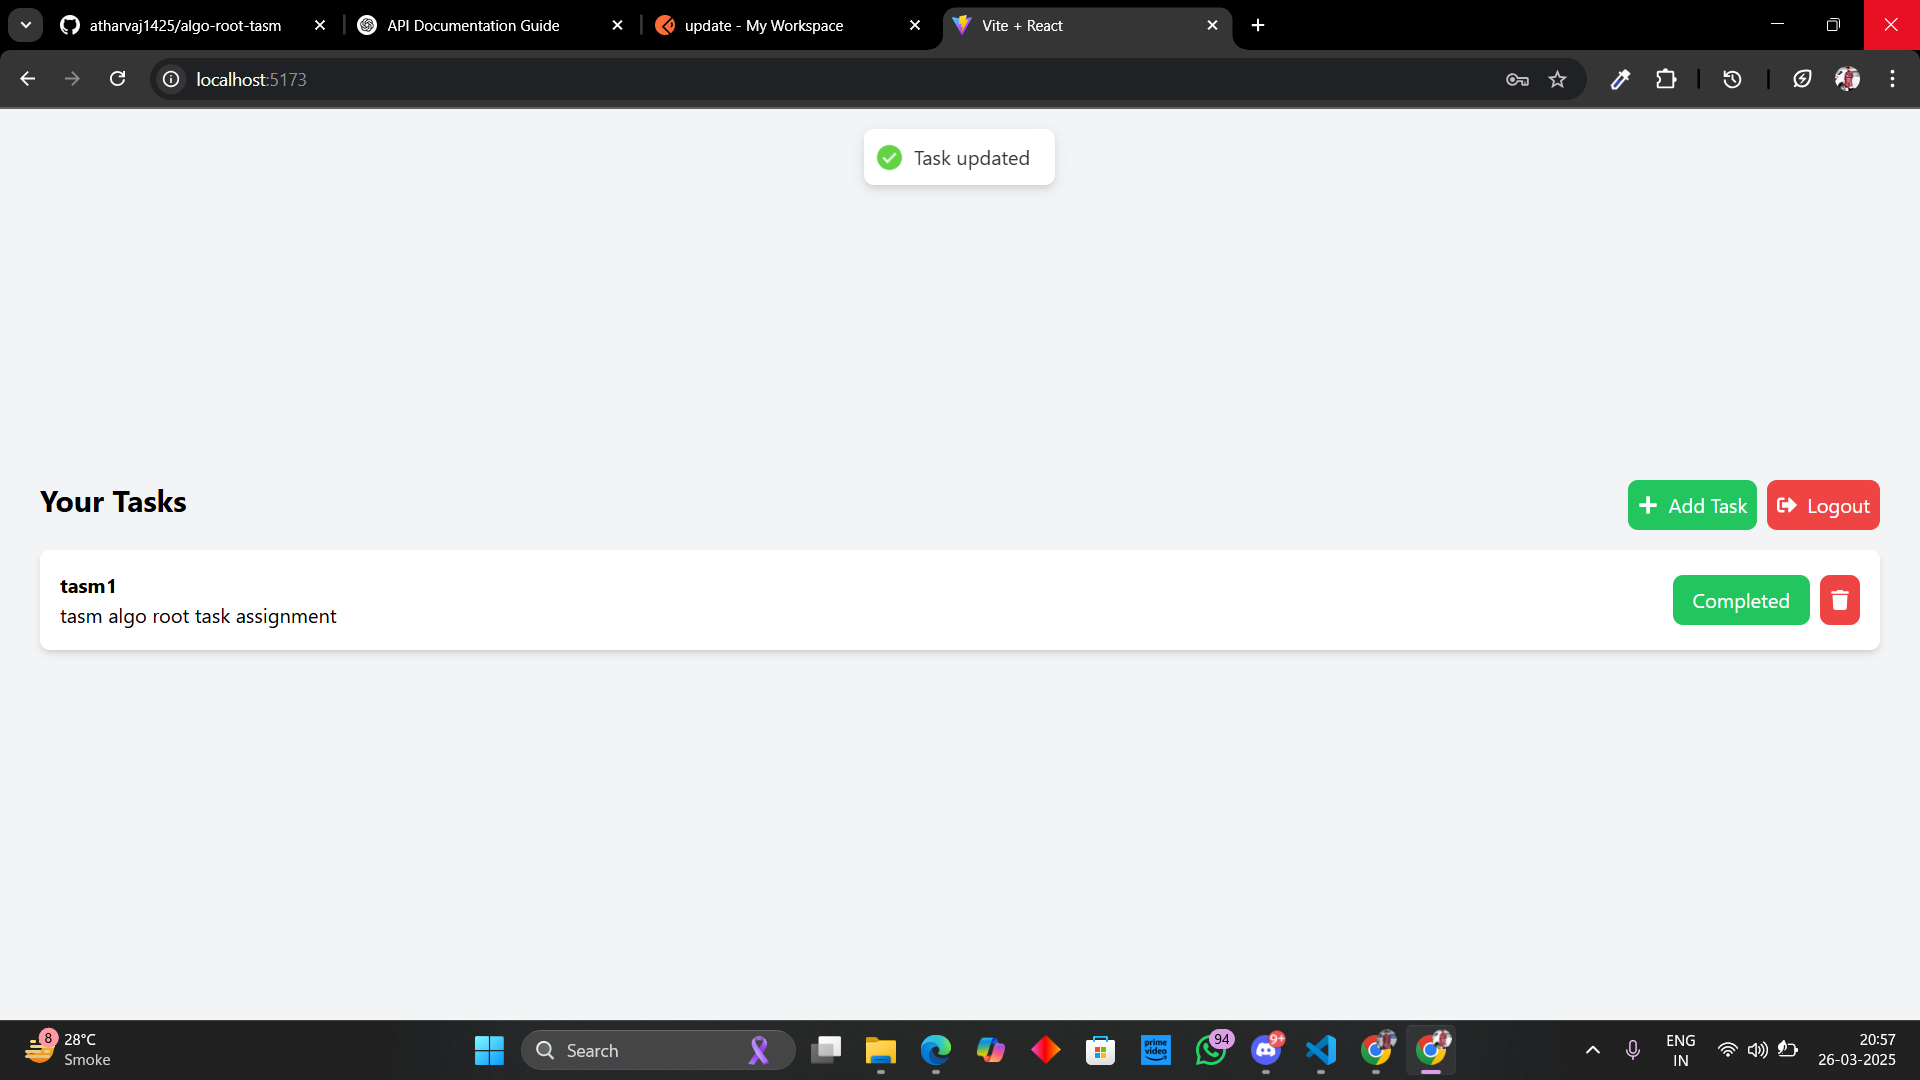 atharvaj1425/algo-root-tasm
API Documentation Guide
update - My Workspace
Vite + React
localhost:5173
Task updated
Your Tasks
Add Task
Logout
tasm1
tasm algo root task assignment
Completed
8
28°C
Smoke
Search
prime video
94
9+
ENG
IN
20:57
26-03-2025